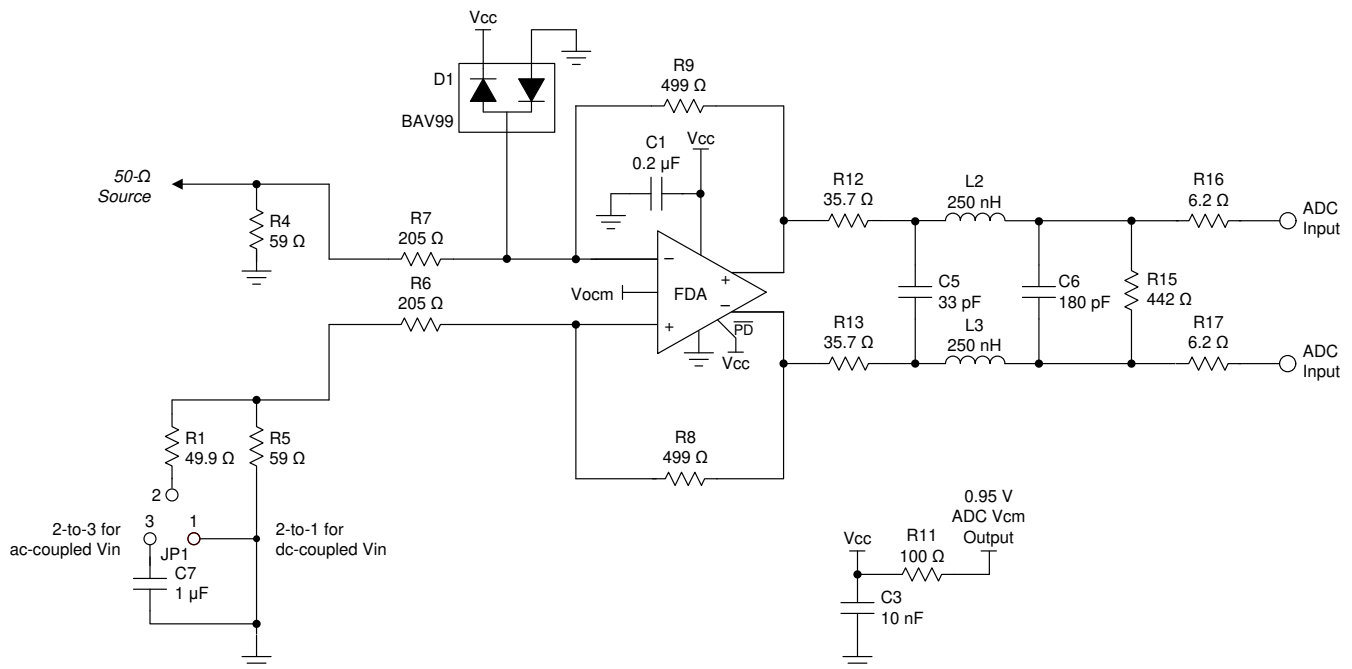 Vcc
D1
BAV99
R9
499 Ω
C1
0.2 µF
Vcc
50-Ω
Source
R4
59 Ω
R7
205 Ω
R6
205 Ω
Vocm
−
+
FDA
+
−
PD
Vcc
R12
35.7 Ω
L2
250 nH
R16
6.2 Ω
ADC
Input
C5
33 pF
C6
180 pF
R15
442 Ω
R13
35.7 Ω
L3
250 nH
R17
6.2 Ω
ADC
Input
R8
499 Ω
R1
49.9 Ω
R5
59 Ω
2
3
1
2-to-3 for
ac-coupled Vin
JP1
2-to-1 for
dc-coupled Vin
C7
1 µF
0.95 V
ADC Vcm
Output
Vcc
R11
100 Ω
C3
10 nF